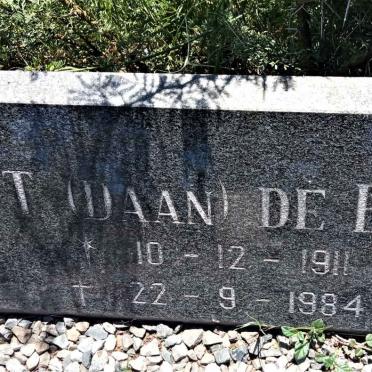 T (DAAN) DE
* 10 - 12 - 1911
† 22 - 9 - 1984